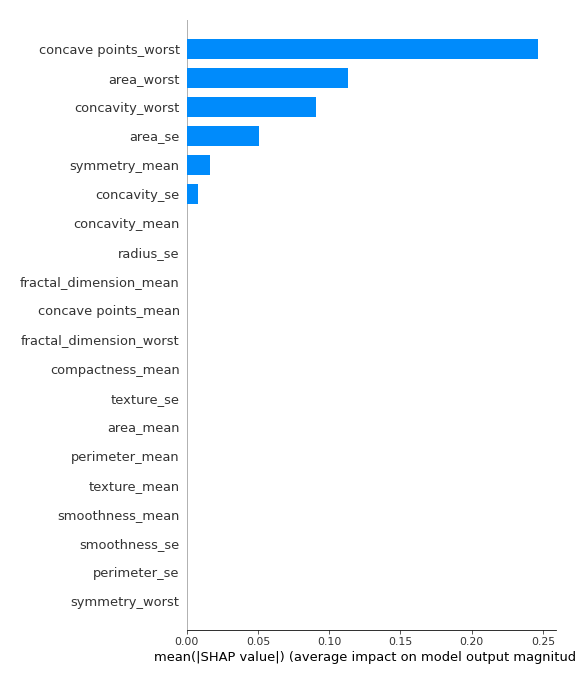 concave points_worst
area_worst
concavity_worst
area_se
symmetry_mean
concavity_se
concavity_mean
radius_se
fractal_dimension_mean
concave points_mean
fractal_dimension_worst
compactness_mean
texture_se
area_mean
perimeter_mean
texture_mean
smoothness_mean
smoothness_se
perimeter_se
symmetry_worst
0.00 0.05 0.10 0.15 0.20 0.25
mean(|SHAP value|) (average impact on model output magnitud